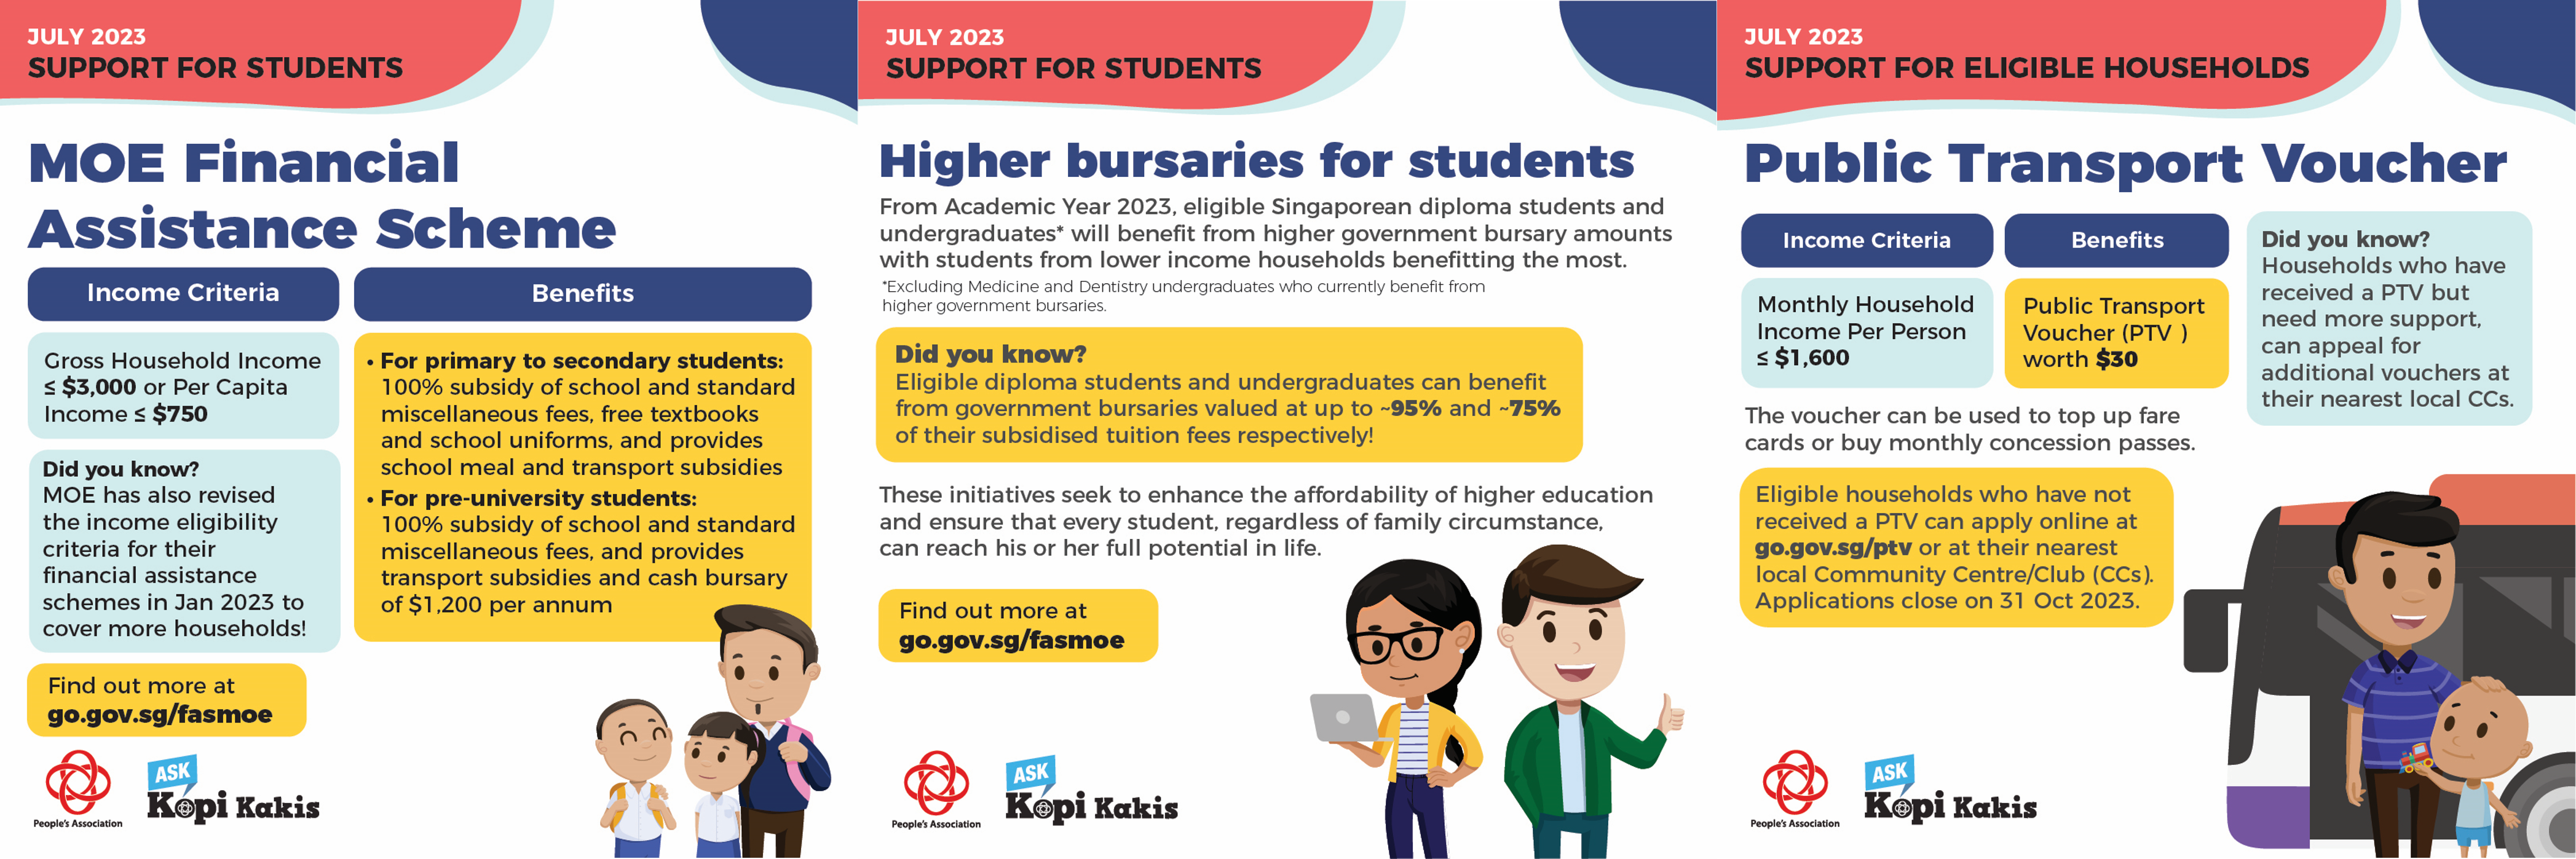 JULY 2023
SUPPORT FOR STUDENTS
MOE Financial
Assistance Scheme
Income Criteria
Gross Household Income
≤ $3,000 or Per Capita
Income ≤ $750
Did you know?
MOE has also revised
the income eligibility
criteria for their
financial assistance
schemes in Jan 2023 to
cover more households!
Find out more at
go.gov.sg/fasmoe
Benefits
• For primary to secondary students:
100% subsidy of school and standard
miscellaneous fees, free textbooks
and school uniforms, and provides
school meal and transport subsidies
• For pre-university students:
100% subsidy of school and standard
miscellaneous fees, and provides
transport subsidies and cash bursary
of $1,200 per annum
People's Association
ASK
Kopi Kakis
JULY 2023
SUPPORT FOR STUDENTS
Higher bursaries for students
From Academic Year 2023, eligible Singaporean diploma students and
undergraduates* will benefit from higher government bursary amounts
with students from lower income households benefitting the most.
*Excluding Medicine and Dentistry undergraduates who currently benefit from
higher government bursaries.
Did you know?
Eligible diploma students and undergraduates can benefit
from government bursaries valued at up to ~95% and ~75%
of their subsidised tuition fees respectively!
These initiatives seek to enhance the affordability of higher education
and ensure that every student, regardless of family circumstance,
can reach his or her full potential in life.
Find out more at
go.gov.sg/fasmoe
People's Association
ASK
Kopi Kakis
JULY 2023
SUPPORT FOR ELIGIBLE HOUSEHOLDS
Public Transport Voucher
Income Criteria
Monthly Household
Income Per Person
≤ $1,600
Benefits
Public Transport
Voucher (PTV )
worth $30
Did you know?
Households who have
received a PTV but
need more support,
can appeal for
additional vouchers at
their nearest local CCs.
The voucher can be used to top up fare
cards or buy monthly concession passes.
Eligible households who have not
received a PTV can apply online at
go.gov.sg/ptv or at their nearest
local Community Centre/Club (CCs).
Applications close on 31 Oct 2023.
People's Association
ASK
Kopi Kakis